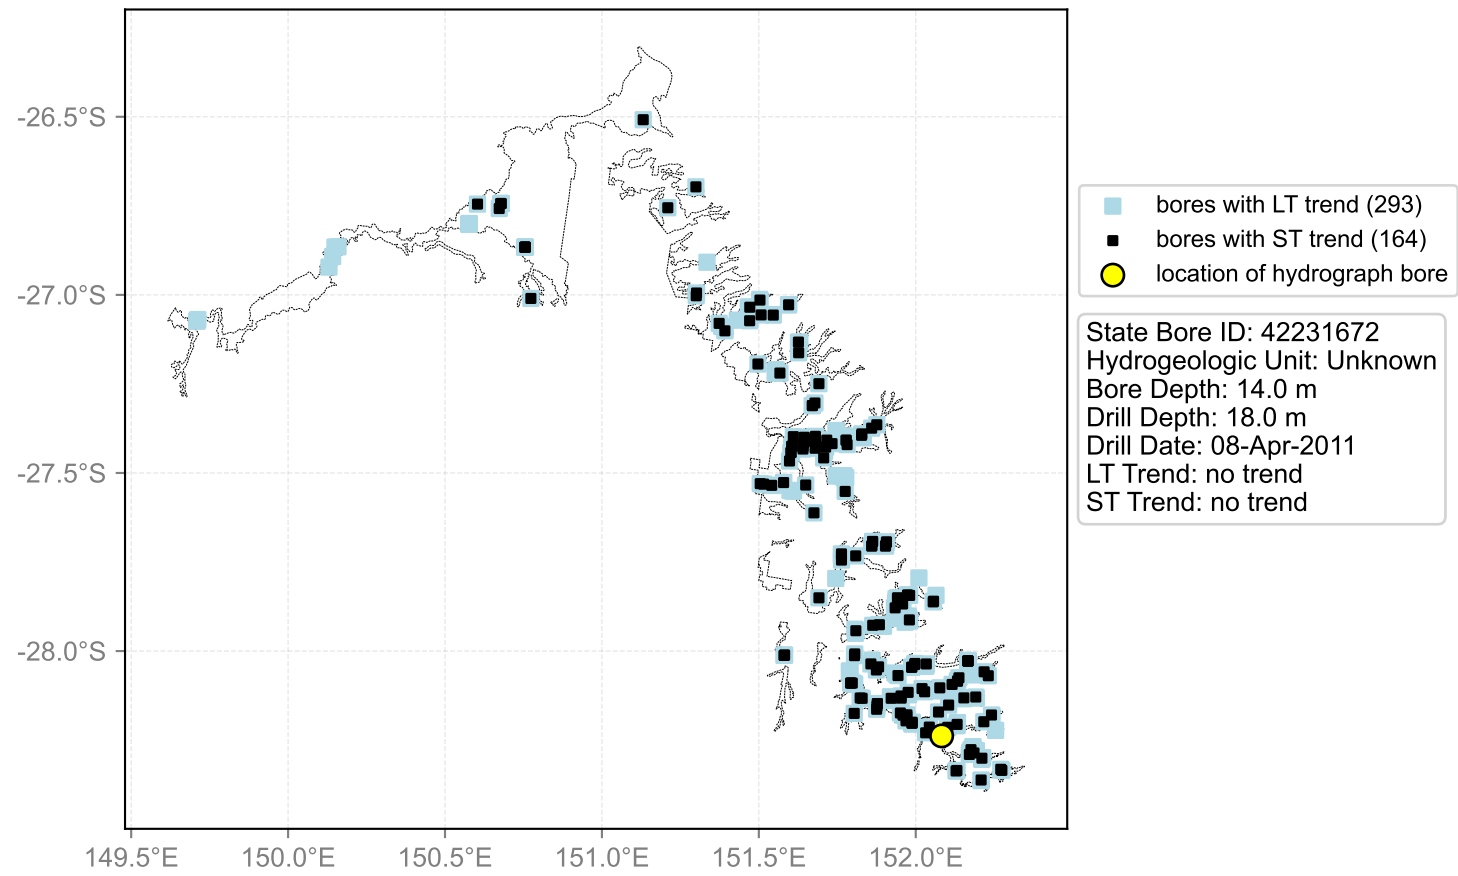 -26.5°S
-27.0°S
-27.5°S
-28.0°S
149.5°E 150.0°E 150.5°E 151.0°E 151.5°E 152.0°E
bores with LT trend (293)
bores with ST trend (164)
location of hydrograph bore
State Bore ID: 42231672
Hydrogeologic Unit: Unknown
Bore Depth: 14.0 m
Drill Depth: 18.0 m
Drill Date: 08-Apr-2011
LT Trend: no trend
ST Trend: no trend